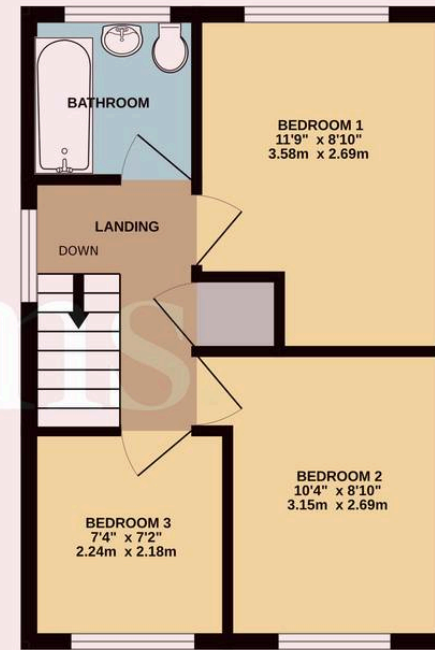 BATHROOM
BEDROOM 1
11'9" x 8'10"
3.58m x 2.69m
LANDING
DOWN
ms
BEDROOM 2
10'4" x 8'10"
3.15m x 2.69m
BEDROOM 3
7'4" x 7'2"
2.24m x 2.18m